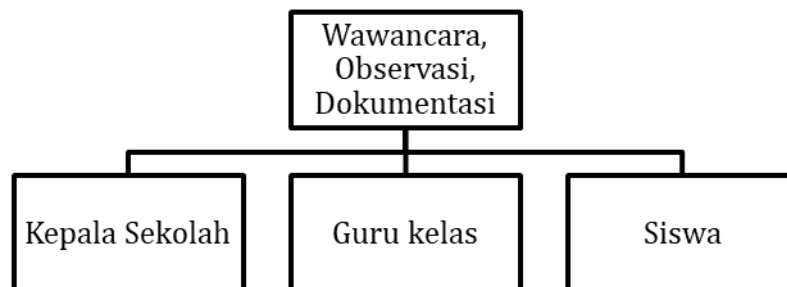 Wawancara,
Observasi,
Dokumentasi
Kepala Sekolah
Guru kelas
Siswa